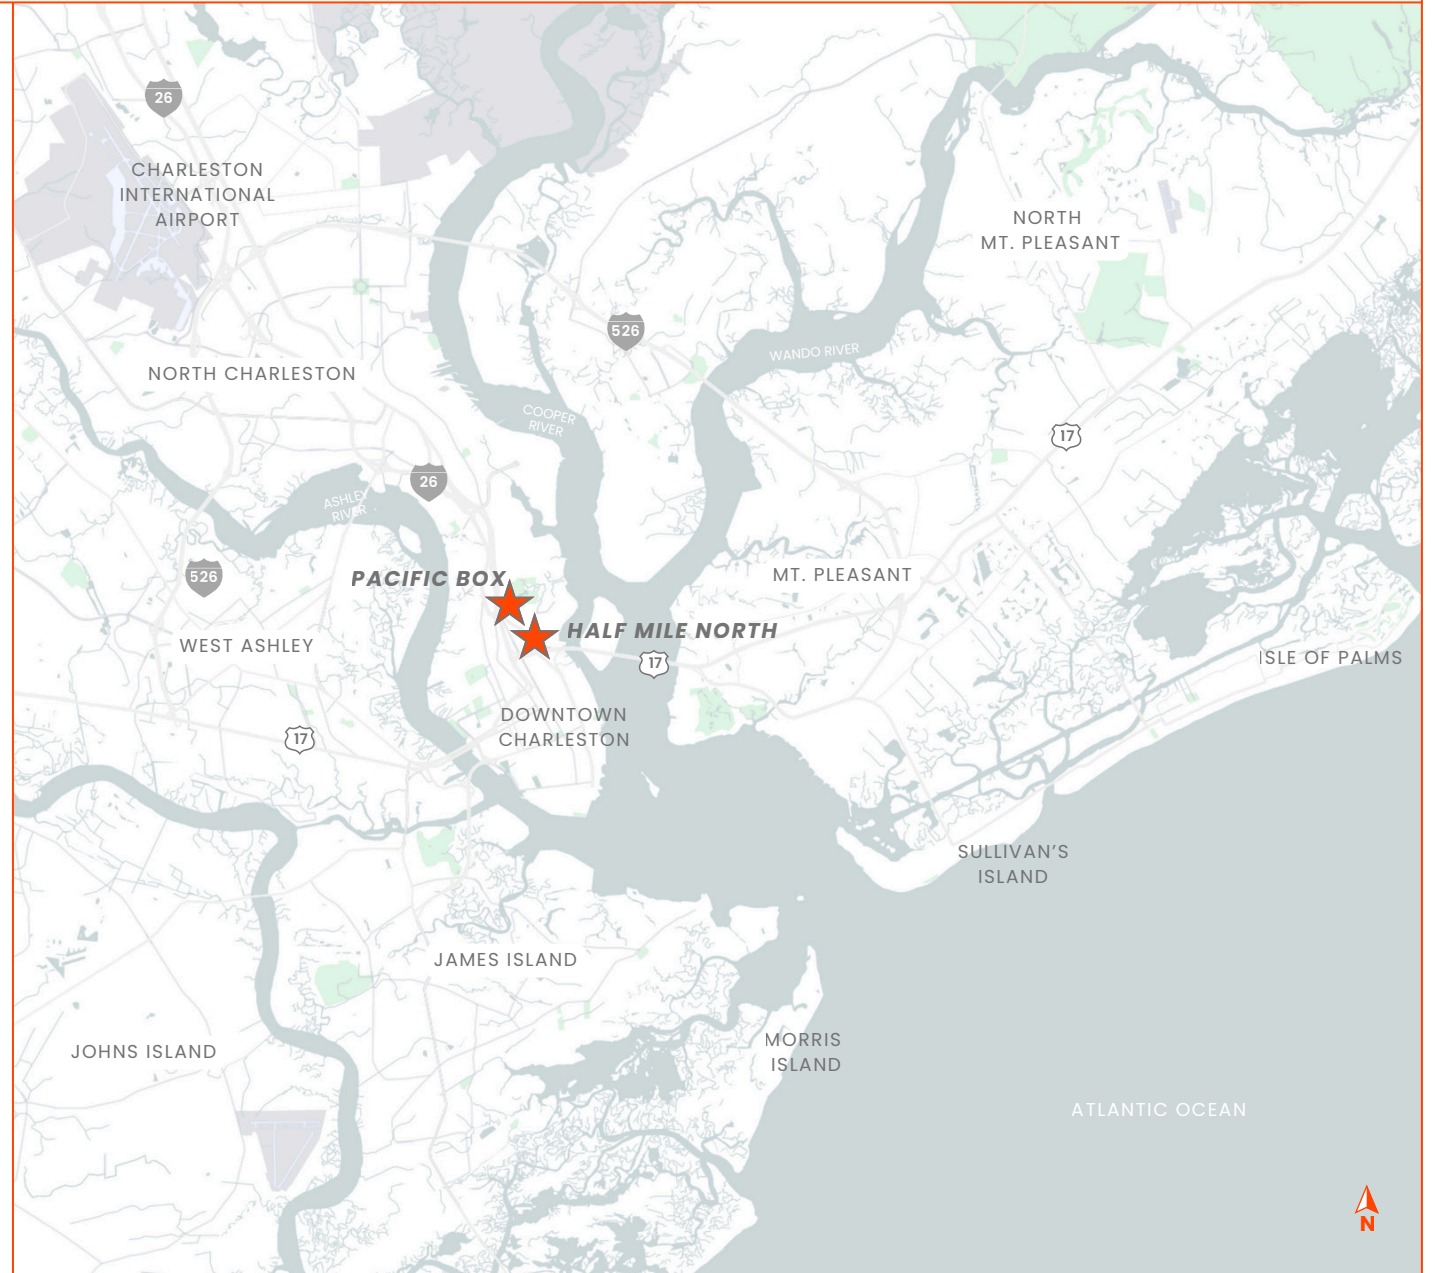 26
CHARLESTON
INTERNATIONAL
AIRPORT
NORTH
MT. PLEASANT
526
WANDO RIVER
NORTH CHARLESTON
COOPER
RIVER
17
26
ASHLEY
RIVER
526
PACIFIC BOX
MT. PLEASANT
HALF MILE NORTH
WEST ASHLEY
17
ISLE OF PALMS
DOWNTOWN
CHARLESTON
17
SULLIVAN'S
ISLAND
JAMES ISLAND
MORRIS
ISLAND
JOHNS ISLAND
ATLANTIC OCEAN
N